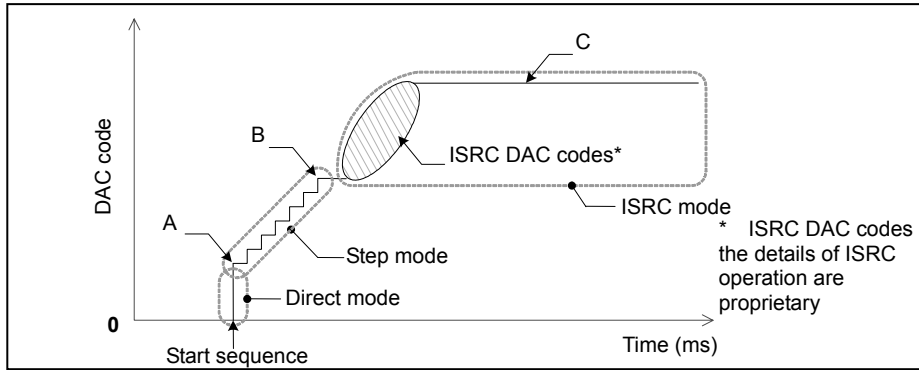 C
B
DAC code
ISRC DAC codes*
ISRC mode
A
* ISRC DAC codes
the details of ISRC
operation are
proprietary
Step mode
Direct mode
0
Time (ms)
Start sequence